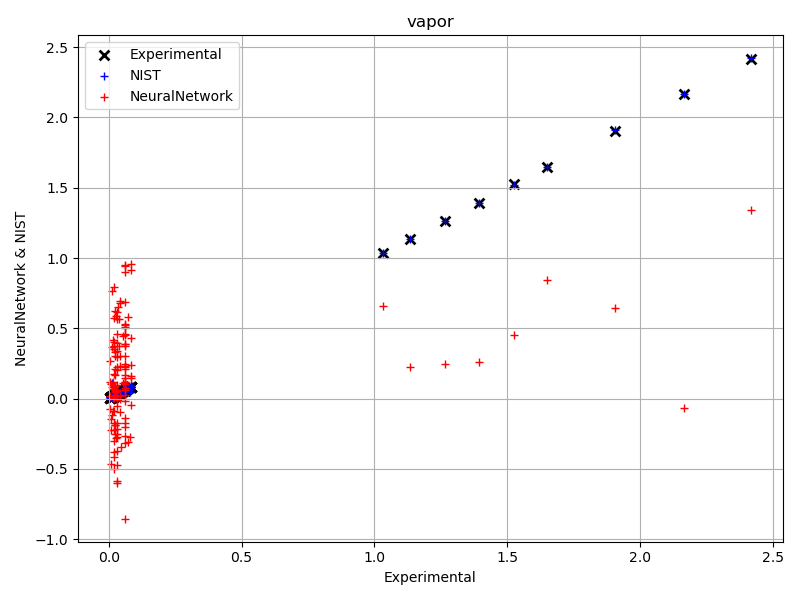 vapor
Experimental
NIST
NeuralNetwork
2.5
2.0
1.5
1.0
0.5
0.0
−0.5
−1.0
NeuralNetwork & NIST
0.0 0.5 1.0 1.5 2.0 2.5
Experimental